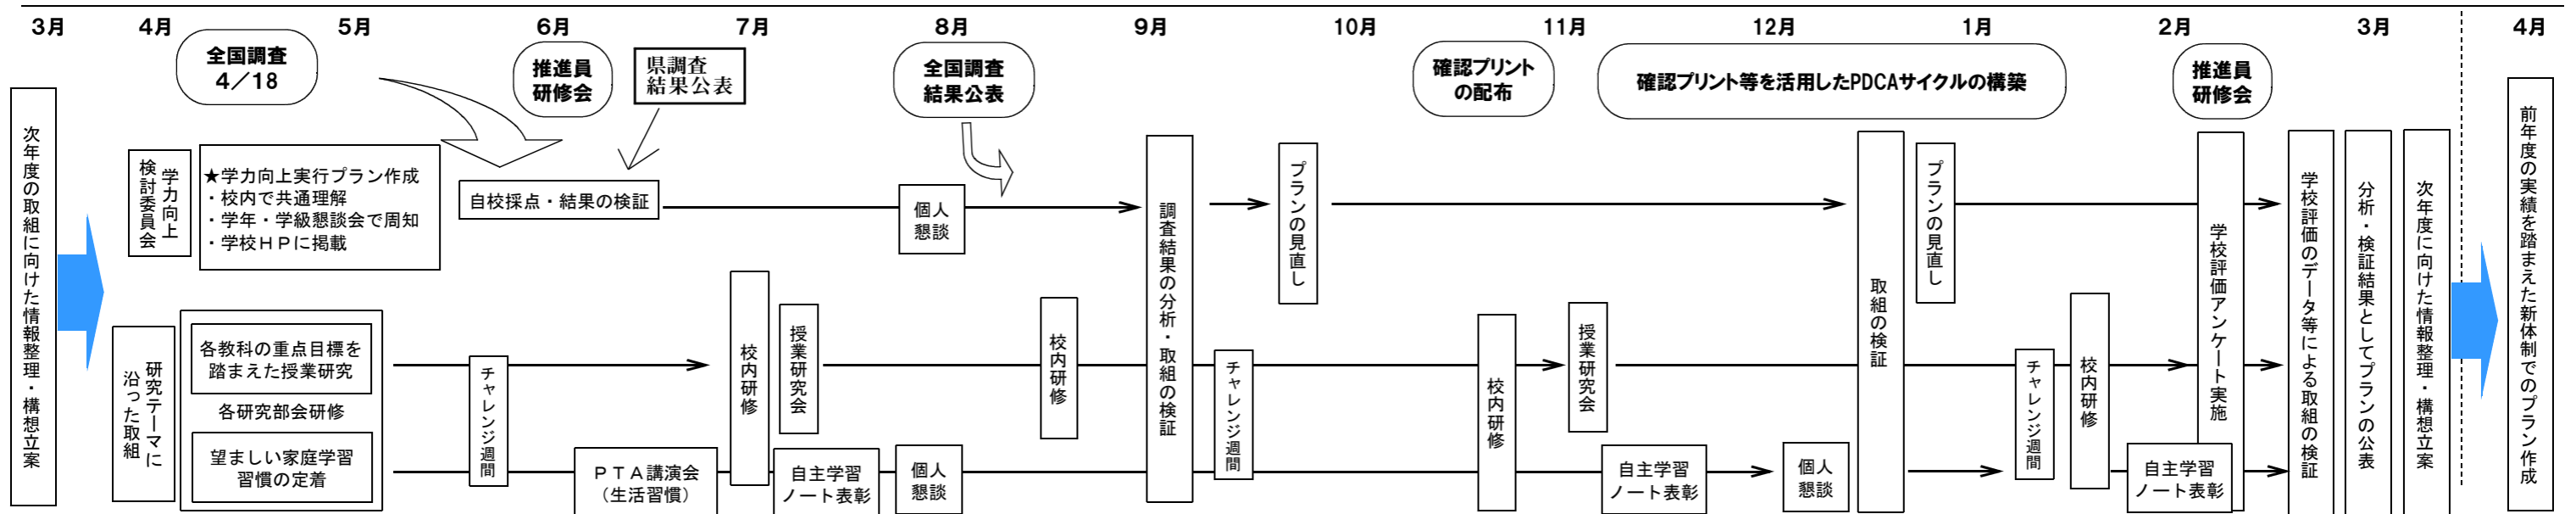 3月
4月
5月
6月
7月
8月
9月
10月
11月
12月
1月
2月
3月
4月
全国調査
4／18
推進員
研修会
県調査
結果公表
全国調査
結果公表
確認プリント
の配布
確認プリント等を活用したPDCAサイクルの構築
推進員
研修会
次年度の取組に向けた情報整理・構想立案
学力向上
検討委員会
★学力向上実行プラン作成
・校内で共通理解
・学年・学級懇談会で周知
・学校ＨＰに掲載
自校採点・結果の検証
個人
懇談
調査結果の分析・取組の検証
プランの見直し
取組の検証
プランの見直し
学校評価アンケート実施
学校評価のデータ等による取組の検証
分析・検証結果としてプランの公表
次年度に向けた情報整理・構想立案
前年度の実績を踏まえた新体制でのプラン作成
研究テーマに
沿った取組
各教科の重点目標を
踏まえた授業研究
各研究部会研修
望ましい家庭学習
習慣の定着
チャレンジ週間
ＰＴＡ講演会
（生活習慣）
校内研修
授業研究会
自主学習
ノート表彰
個人
懇談
校内研修
チャレンジ週間
校内研修
授業研究会
自主学習
ノート表彰
個人
懇談
チャレンジ週間
校内研修
自主学習
ノート表彰